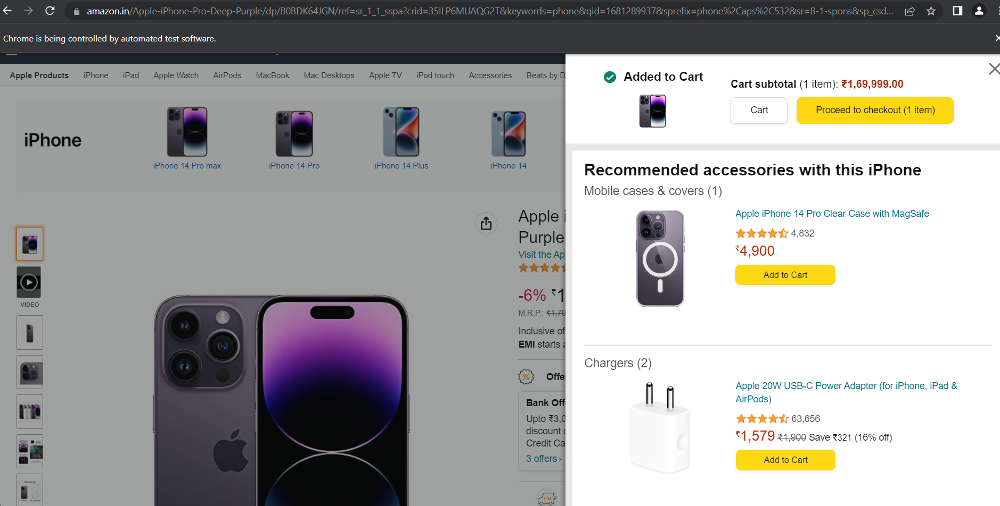 amazon.in/Apple-iPhone-Pro-Deep-Purple/dp/B0BDK64JGN/ref=sr_1_1_sspa?crid=35ILP6MUAQG2T&keywords=phone&qid=1681289937&sprefix=phone%2Caps%2C532&sr=8-1-spons&sp_csd...
Chrome is being controlled by automated test software.
Apple Products iPhone iPad Apple Watch AirPods MacBook Mac Desktops Apple TV iPod touch Accessories Beats by D
iPhone
iPhone 14 Pro max
iPhone 14 Pro
iPhone 14 Plus
iPhone 14
VIDEO
Apple i
Purple
Visit the Ap
-6% ₹1
M.R.P.: ₹1,79
Inclusive of
EMI starts a
Offe
Bank Off
Upto ₹3,0
discount o
Credit Ca
3 offers ›
FREE
Added to Cart
Cart subtotal (1 item): ₹1,69,999.00
Cart
Proceed to checkout (1 item)
Recommended accessories with this iPhone
Mobile cases & covers (1)
Apple iPhone 14 Pro Clear Case with MagSafe
4,832
₹4,900
Add to Cart
Chargers (2)
Apple 20W USB-C Power Adapter (for iPhone, iPad &
AirPods)
63,656
₹1,579 ₹1,900 Save ₹321 (16% off)
Add to Cart